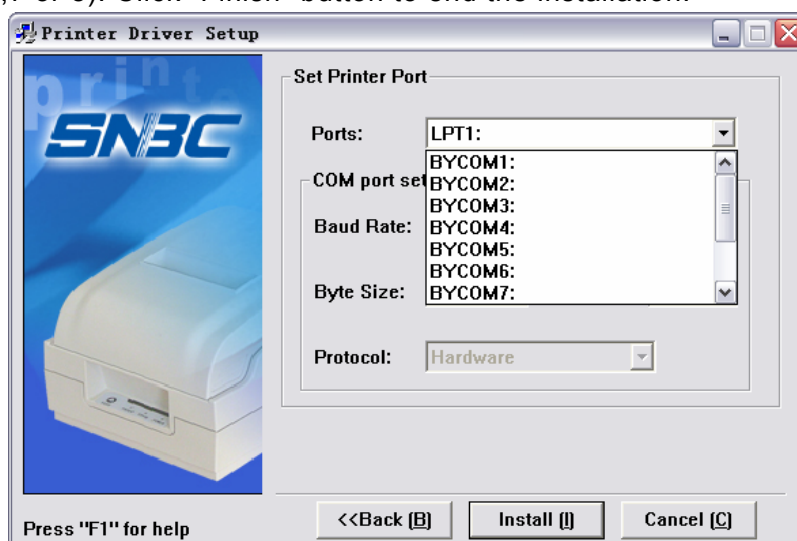 Printer Driver Setup
print
SNBC
Set Printer Port
Ports: LPT1:
BYCOM1:
BYCOM2:
BYCOM3:
BYCOM4:
BYCOM5:
BYCOM6:
BYCOM7:
COM port set
Baud Rate:
Byte Size:
Protocol: Hardware
<<Back (B) Install (I) Cancel (C)
Press "F1" for help